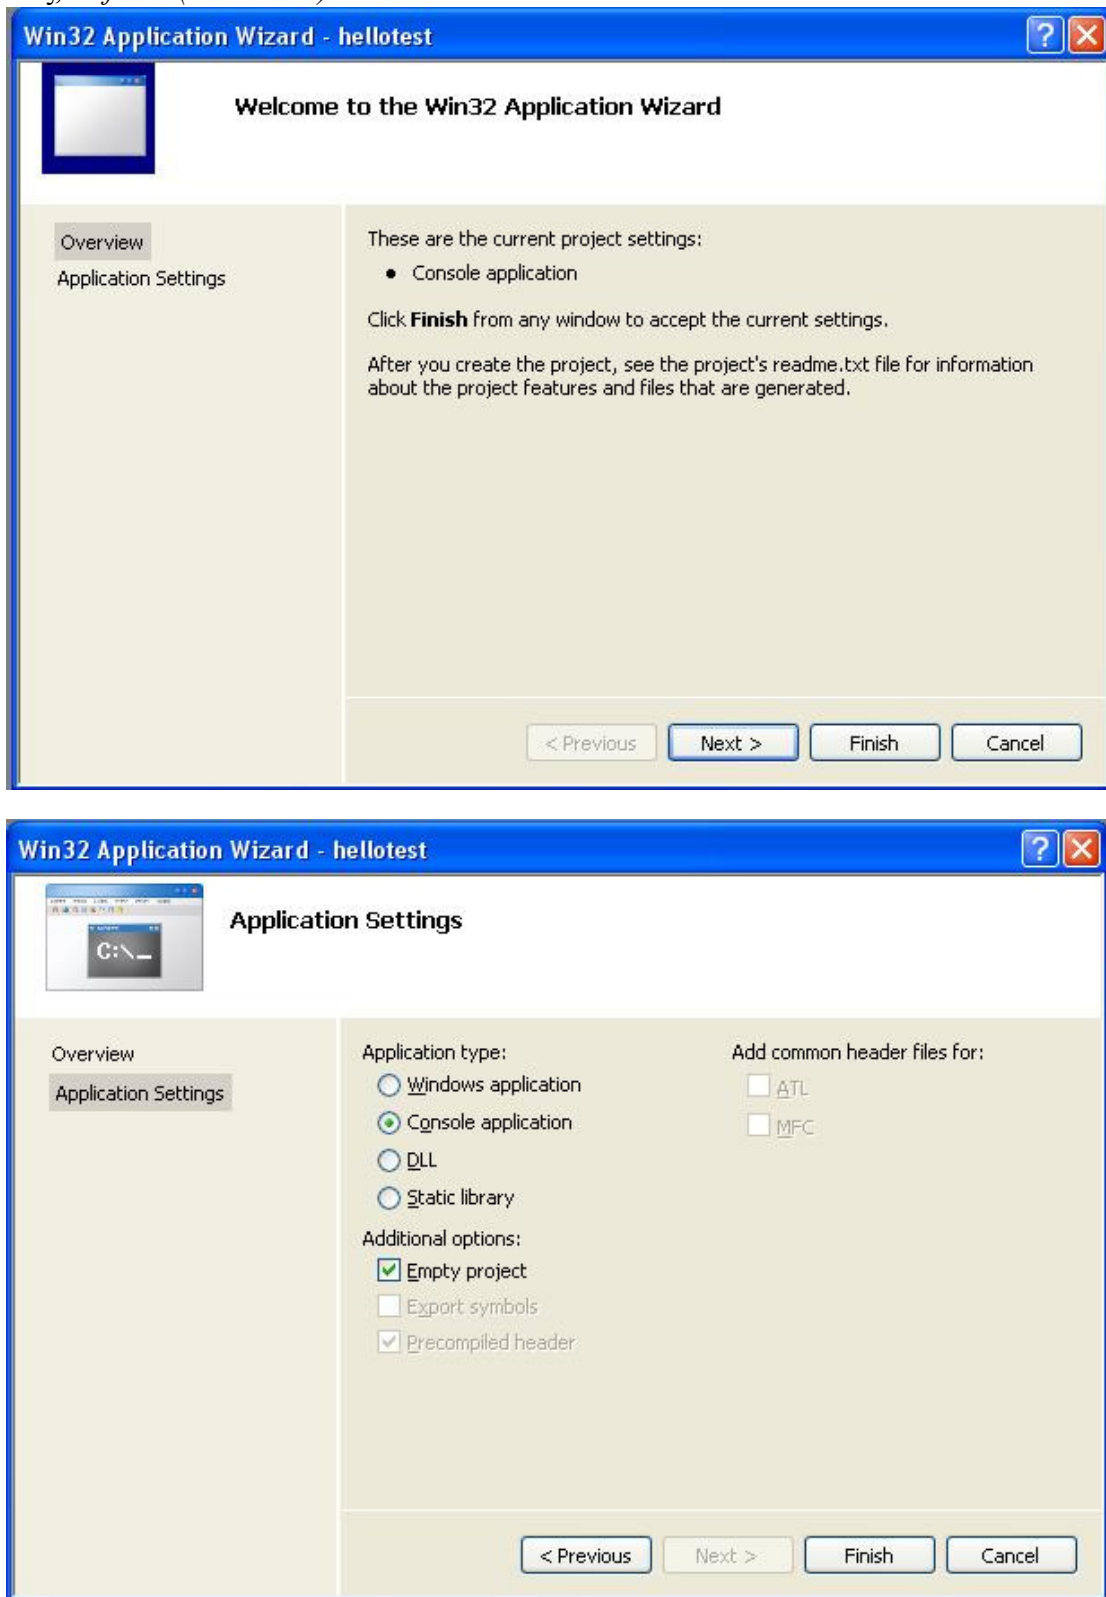 Win32 Application Wizard - hellotest
Welcome to the Win32 Application Wizard
Overview
Application Settings
These are the current project settings:
• Console application
Click Finish from any window to accept the current settings.
After you create the project, see the project's readme.txt file for information
about the project features and files that are generated.
< Previous
Next >
Finish
Cancel
Win32 Application Wizard - hellotest
C:\_
Application Settings
Overview
Application Settings
Application type:
Windows application
Console application
DLL
Static library
Additional options:
Empty project
Export symbols
Precompiled header
Add common header files for:
ATL
MFC
< Previous
Next >
Finish
Cancel